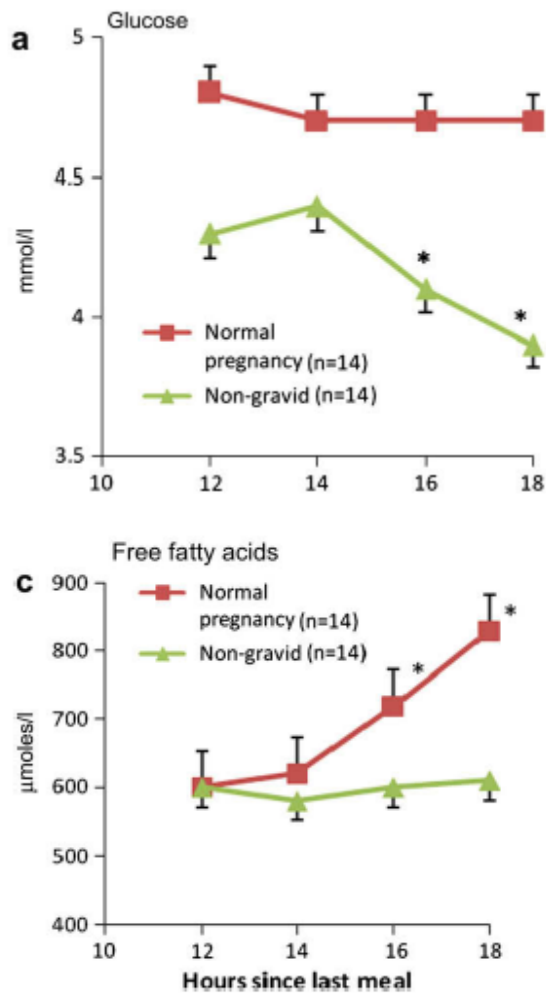 a
Glucose
5
4.5
4
3.5
mmol/l
*
*
Normal
pregnancy (n=14)
Non-gravid (n=14)
10 12 14 16 18
c
Free fatty acids
900
800
700
600
500
400
µmoles/l
Normal
pregnancy (n=14)
Non-gravid (n=14)
*
*
10 12 14 16 18
Hours since last meal